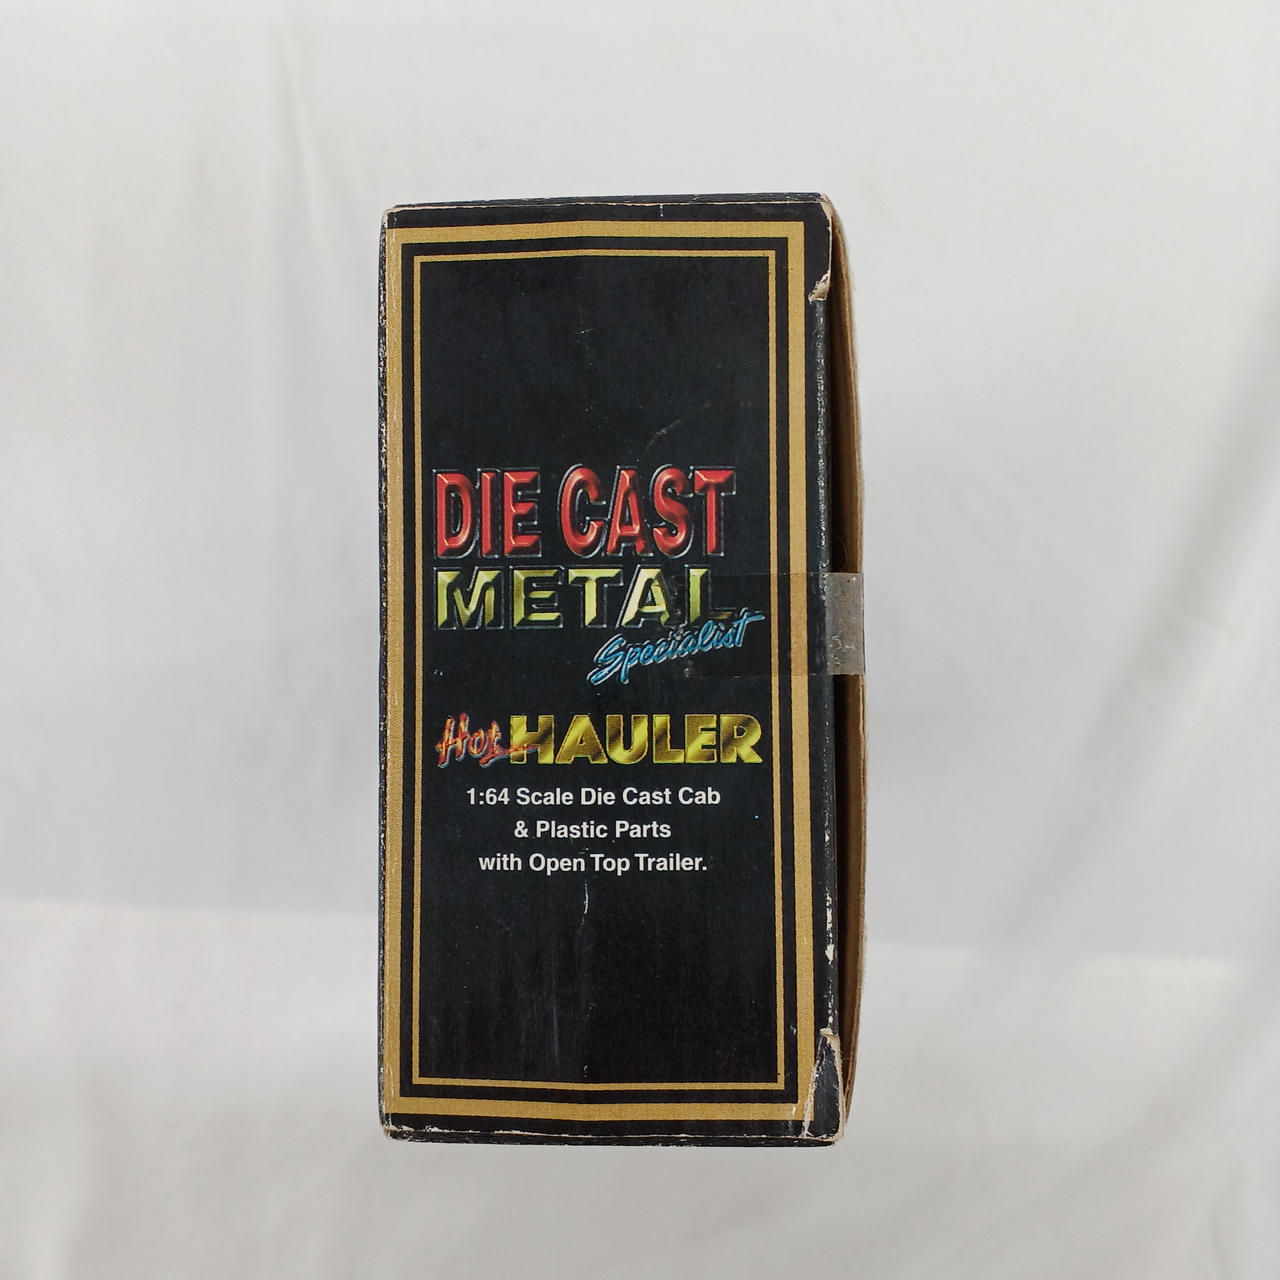 DIE CAST
METAL
Specialist
Hot HAULER
1:64 Scale Die Cast Cab
& Plastic Parts
with Open Top Trailer.